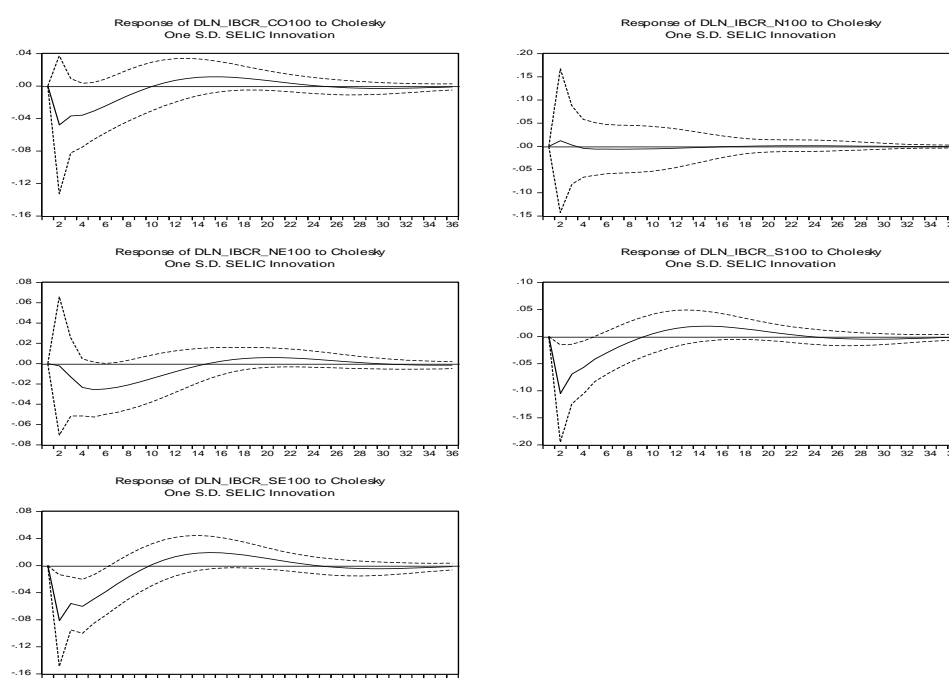 Response of DLN_IBCR_CO100 to Cholesky
One S.D. SELIC Innovation
.04
.00
-.04
-.08
-.12
-.16
2 4 6 8 10 12 14 16 18 20 22 24 26 28 30 32 34 36
Response of DLN_IBCR_N100 to Cholesky
One S.D. SELIC Innovation
.20
.15
.10
.05
.00
-.05
-.10
-.15
2 4 6 8 10 12 14 16 18 20 22 24 26 28 30 32 34
Response of DLN_IBCR_NE100 to Cholesky
One S.D. SELIC Innovation
.08
.06
.04
.02
.00
-.02
-.04
-.06
-.08
2 4 6 8 10 12 14 16 18 20 22 24 26 28 30 32 34 36
Response of DLN_IBCR_S100 to Cholesky
One S.D. SELIC Innovation
.10
.05
.00
-.05
-.10
-.15
-.20
2 4 6 8 10 12 14 16 18 20 22 24 26 28 30 32 34
Response of DLN_IBCR_SE100 to Cholesky
One S.D. SELIC Innovation
.08
.04
.00
-.04
-.08
-.12
-.16